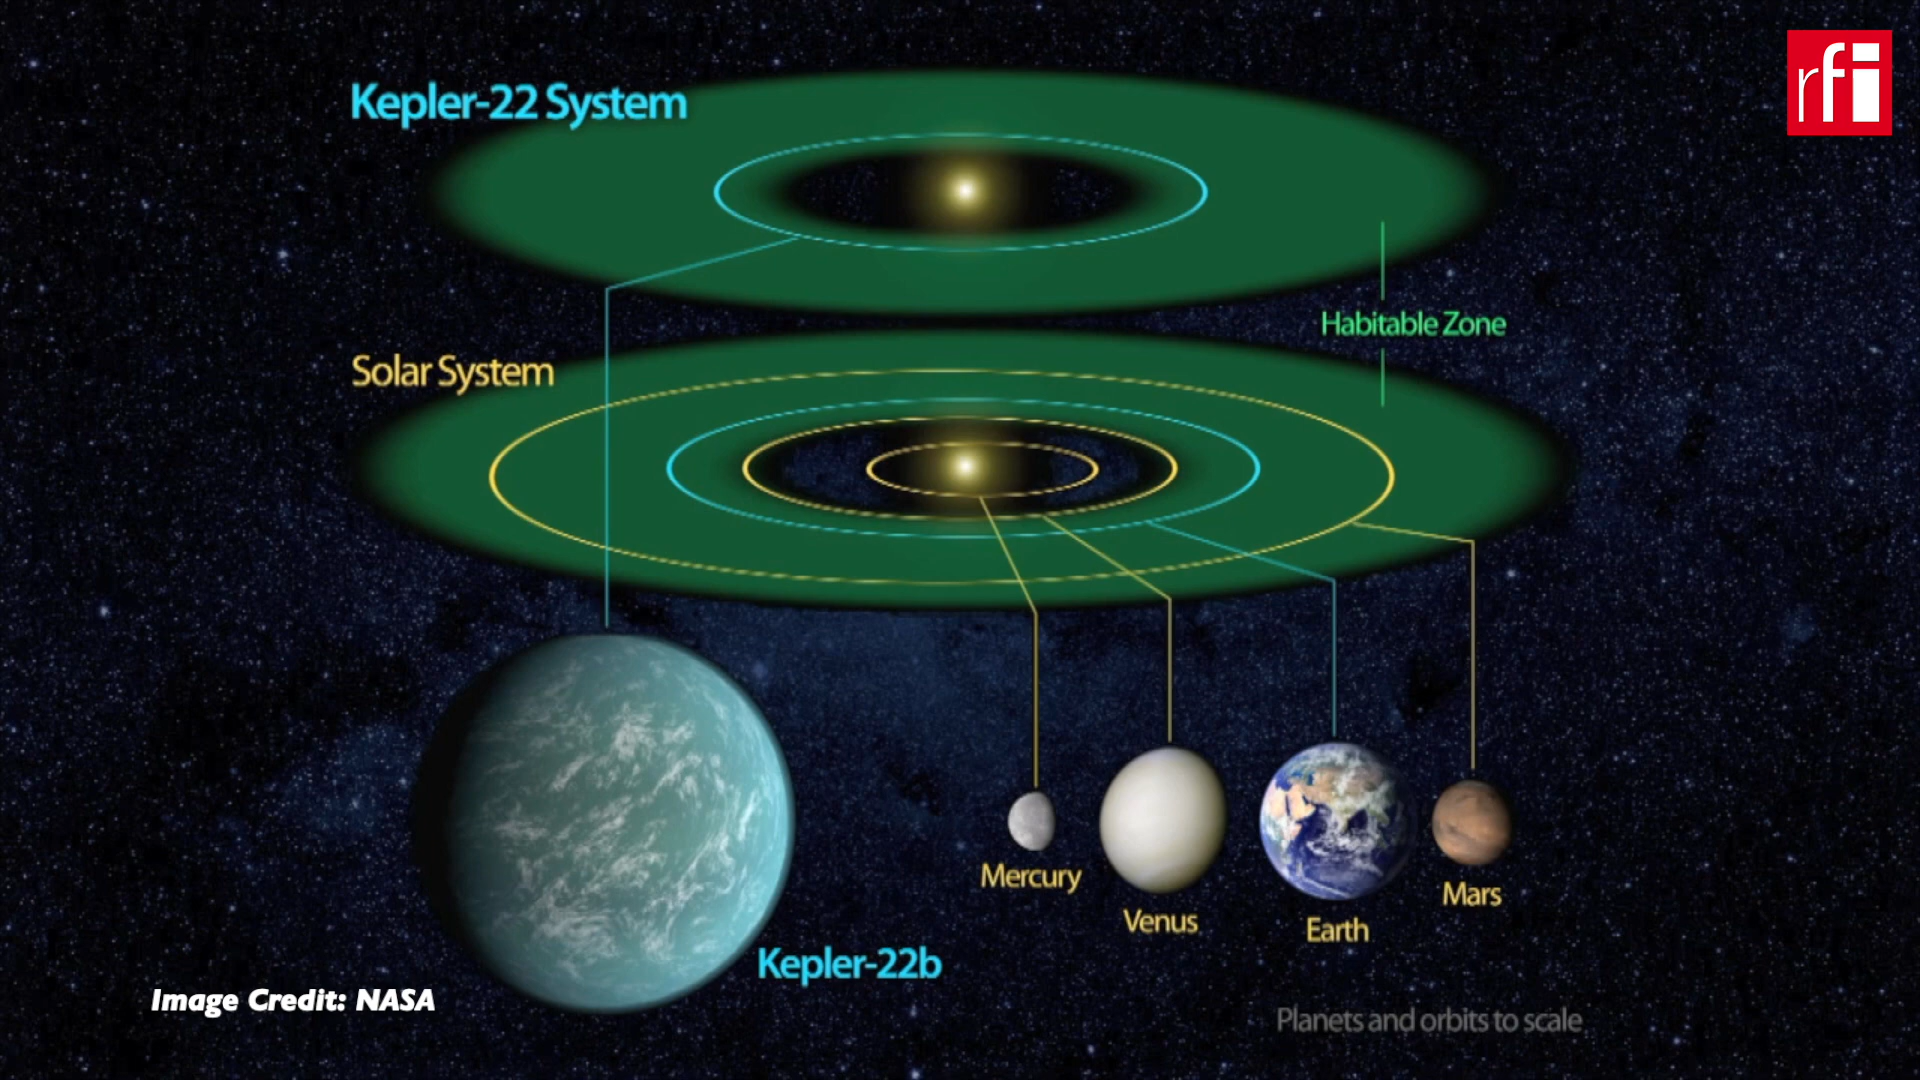 rfi
Kepler-22 System
Habitable Zone
Solar System
Mercury
Venus
Earth
Mars
Kepler-22b
Image Credit: NASA
Planets and orbits to scale